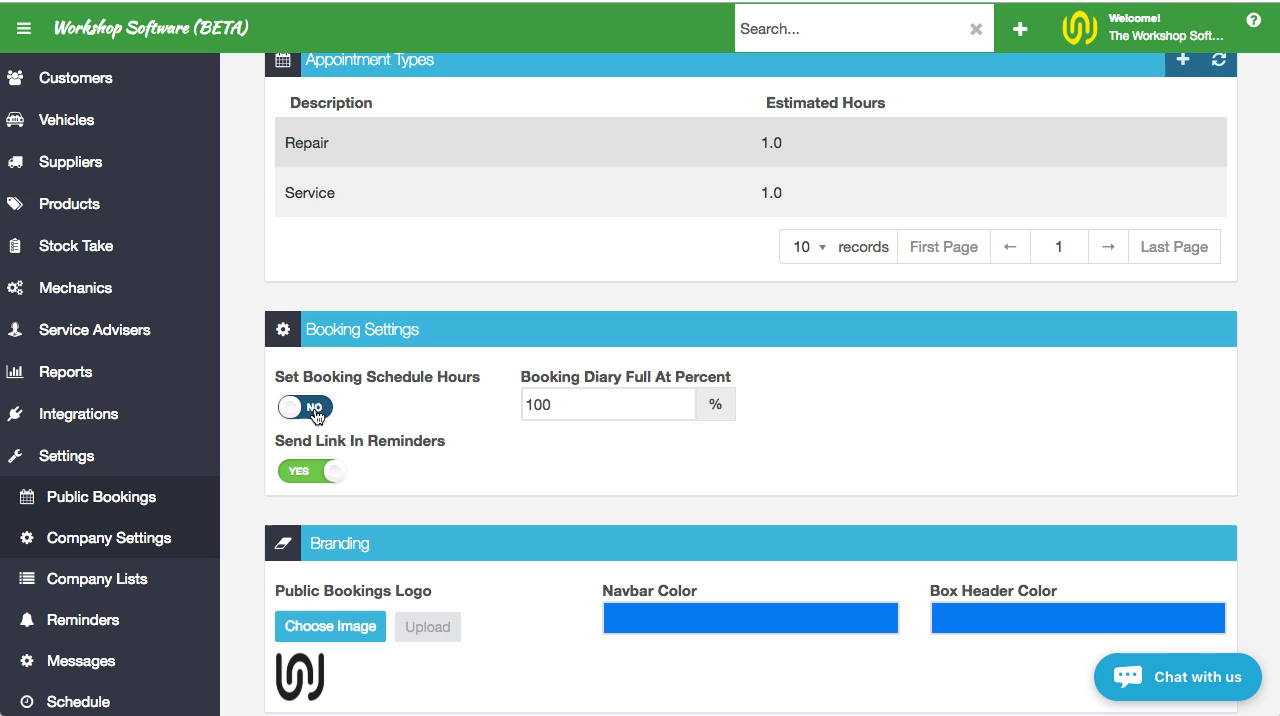 Workshop Software (BETA)
Search...
Welcome!
The Workshop Soft...
Customers
Vehicles
Suppliers
Products
Stock Take
Mechanics
Service Advisers
Reports
Integrations
Settings
Public Bookings
Company Settings
Company Lists
Reminders
Messages
Schedule
Appointment Types
Description Estimated Hours
Repair 1.0
Service 1.0
10 records First Page ← 1 → Last Page
Booking Settings
Set Booking Schedule Hours Booking Diary Full At Percent
NO 100 %
Send Link In Reminders
YES
Branding
Public Bookings Logo Navbar Color Box Header Color
Choose Image Upload
Chat with us